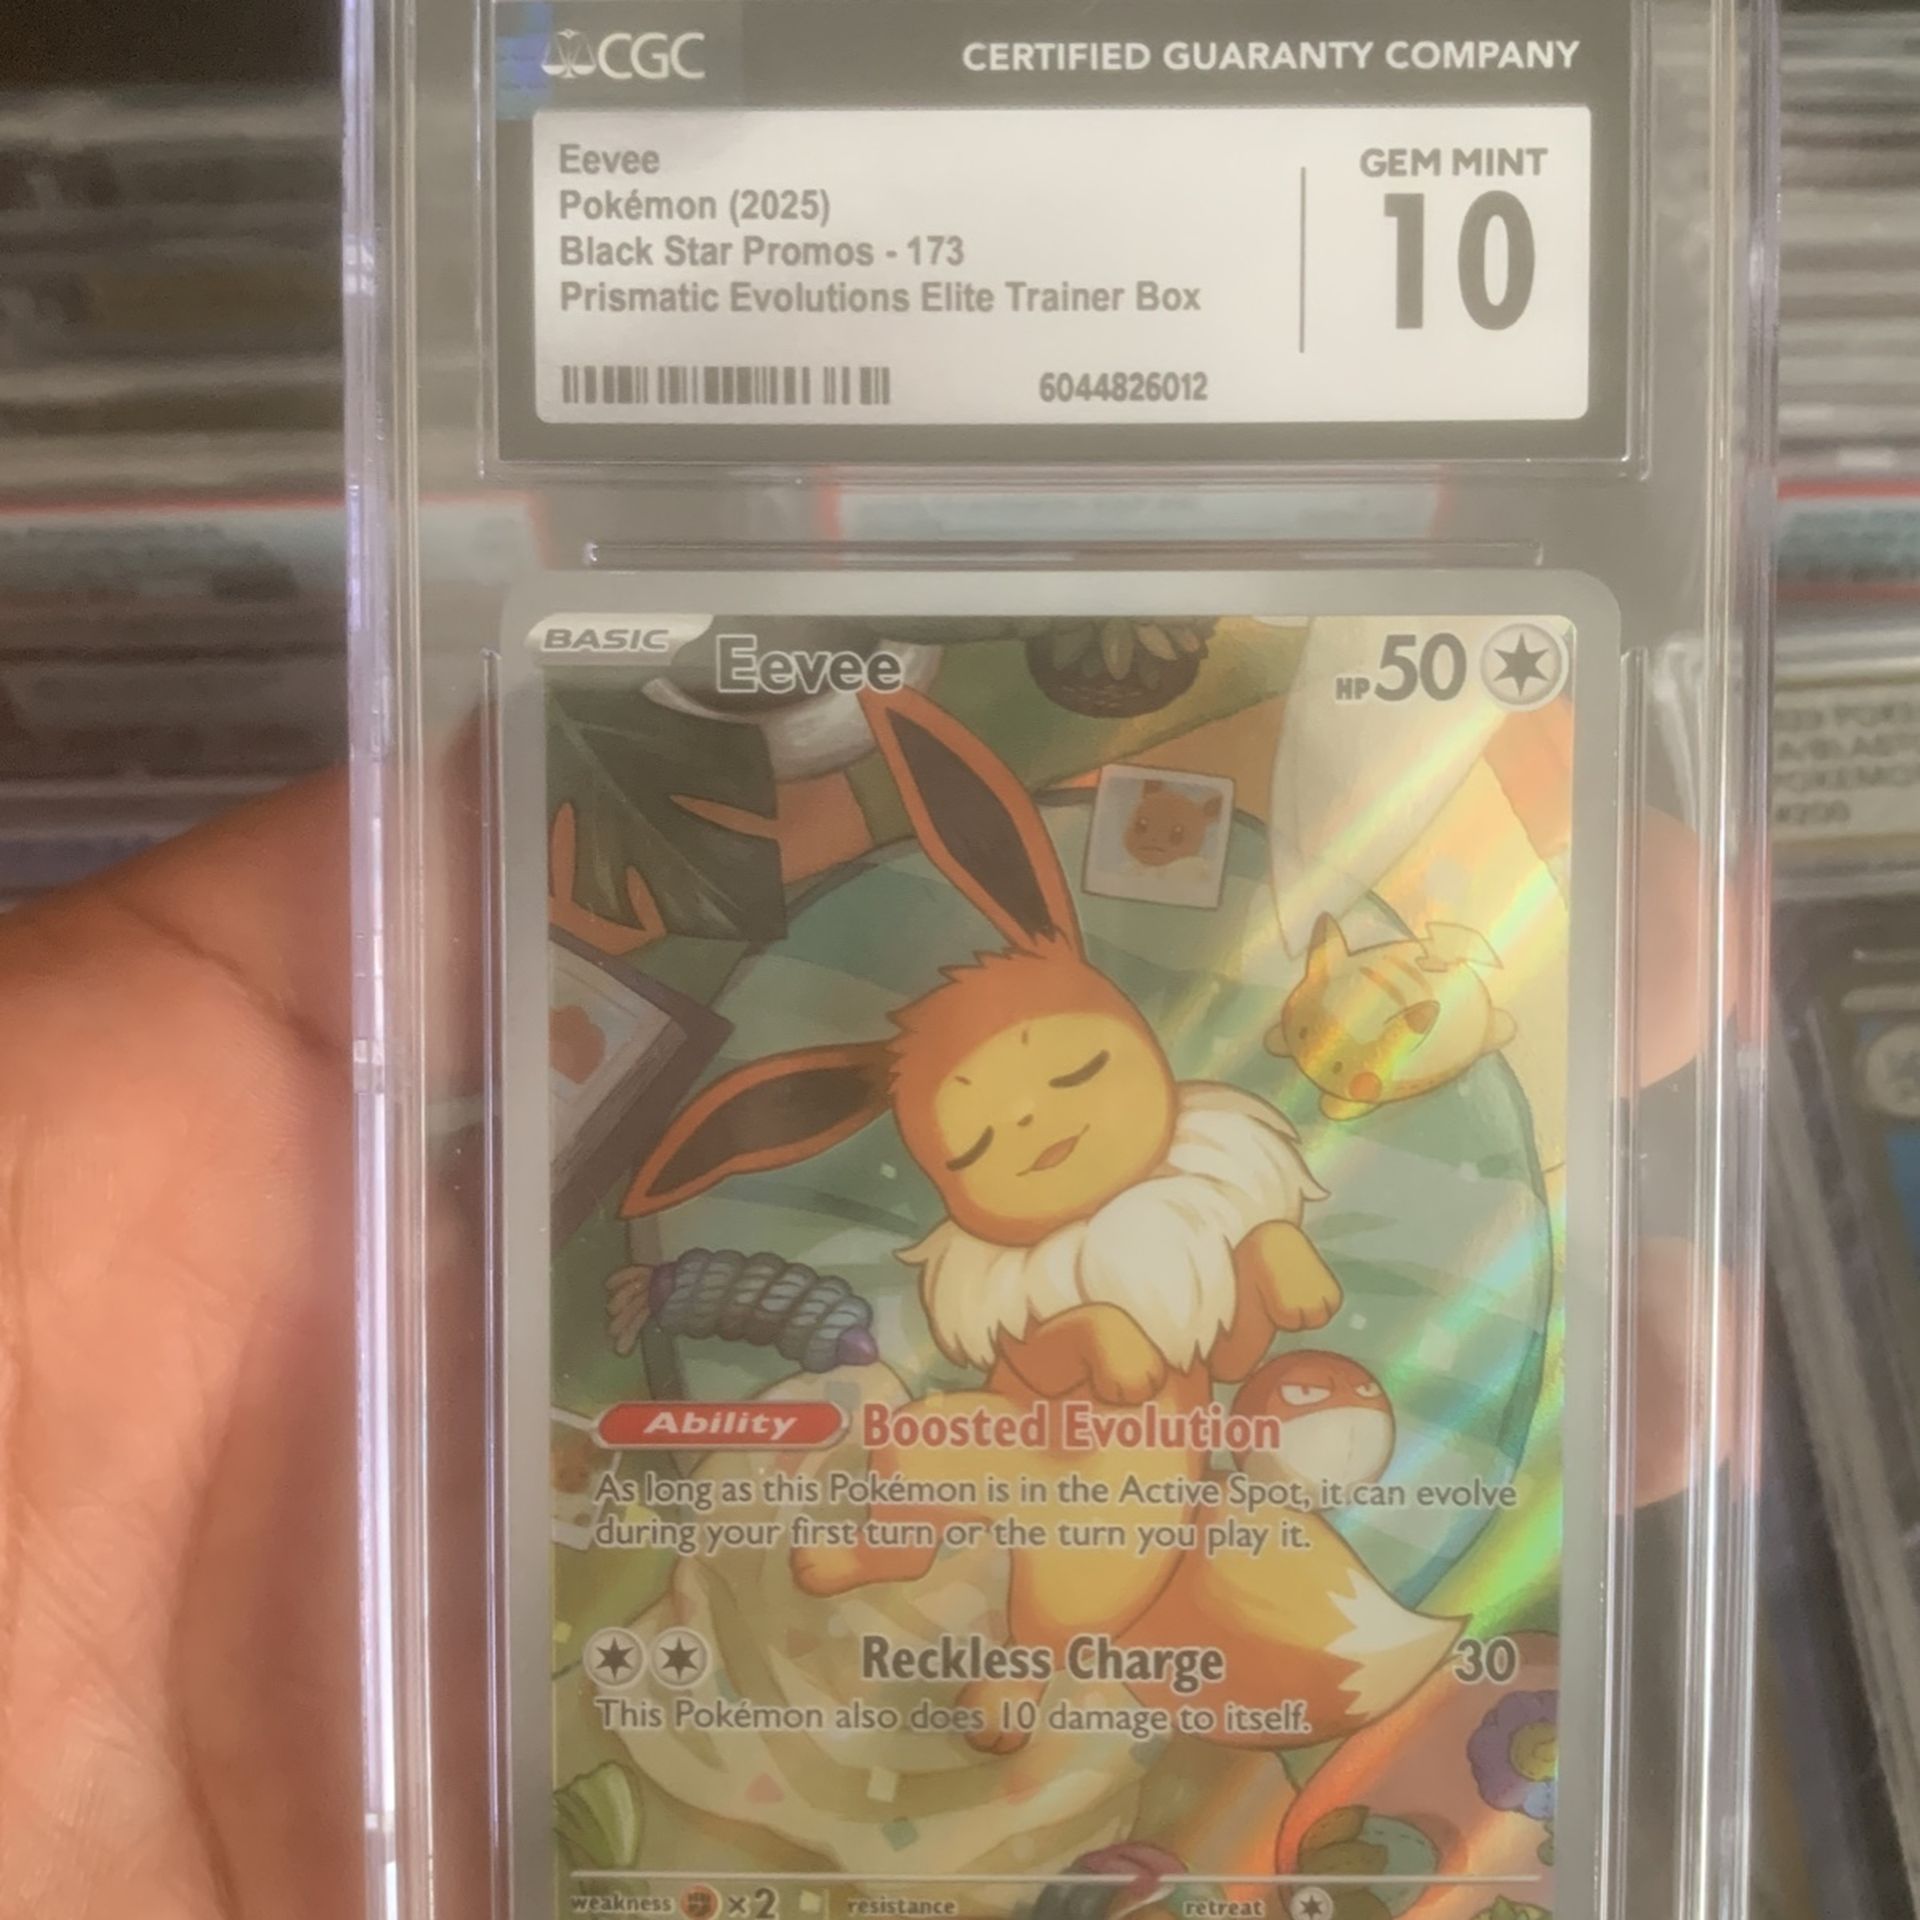 CGC
CERTIFIED GUARANTY COMPANY
Eevee
Pokémon (2025)
Black Star Promos - 173
Prismatic Evolutions Elite Trainer Box
GEM MINT
10
6044826012
BASIC
Eevee
HP 50
Ability Boosted Evolution
As long as this Pokémon is in the Active Spot, it can evolve
during your first turn or the turn you play it.
Reckless Charge 30
This Pokémon also does 10 damage to itself.
weakness ×2 resistance retreat